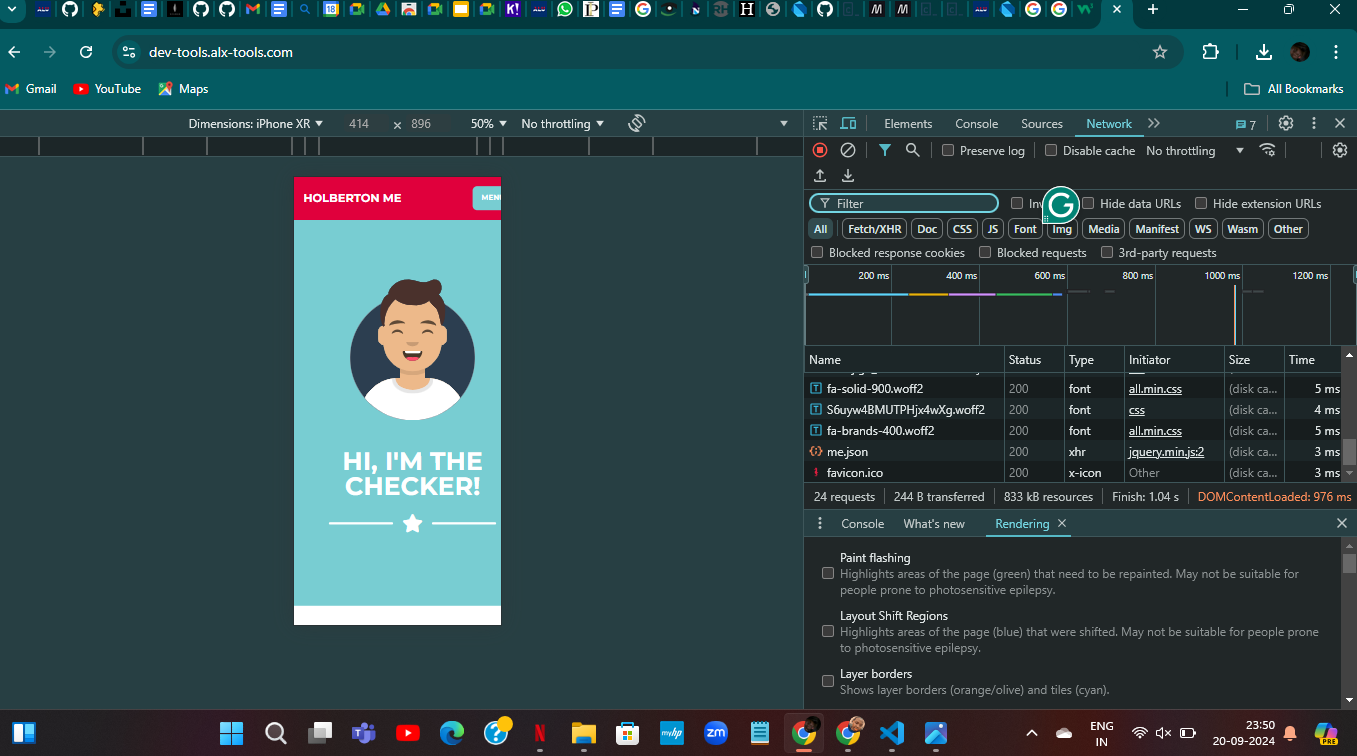 dev-tools.alx-tools.com
Gmail YouTube Maps All Bookmarks
Dimensions: iPhone XR 414 × 896 50% No throttling
Elements Console Sources Network 7
Preserve log Disable cache No throttling
Filter Hide data URLs Hide extension URLs
All Fetch/XHR Doc CSS JS Font Img Media Manifest WS Wasm Other
Blocked response cookies Blocked requests 3rd-party requests
200 ms 400 ms 600 ms 800 ms 1000 ms 1200 ms
Name Status Type Initiator Size Time
fa-solid-900.woff2 200 font all.min.css (disk ca... 5 ms
S6uyw4BMUTPHjx4wXg.woff2 200 font css (disk ca... 4 ms
fa-brands-400.woff2 200 font all.min.css (disk ca... 5 ms
me.json 200 xhr jquery.min.js:2 (disk ca... 3 ms
favicon.ico 200 x-icon Other (disk ca... 3 ms
24 requests 244 B transferred 833 kB resources Finish: 1.04 s DOMContentLoaded: 976 ms
Console What's new Rendering
Paint flashing
Highlights areas of the page (green) that need to be repainted. May not be suitable for
people prone to photosensitive epilepsy.
Layout Shift Regions
Highlights areas of the page (blue) that were shifted. May not be suitable for people prone
to photosensitive epilepsy.
Layer borders
Shows layer borders (orange/olive) and tiles (cyan).
HOLBERTON ME
HI, I'M THE
CHECKER!
ENG
IN
23:50
20-09-2024